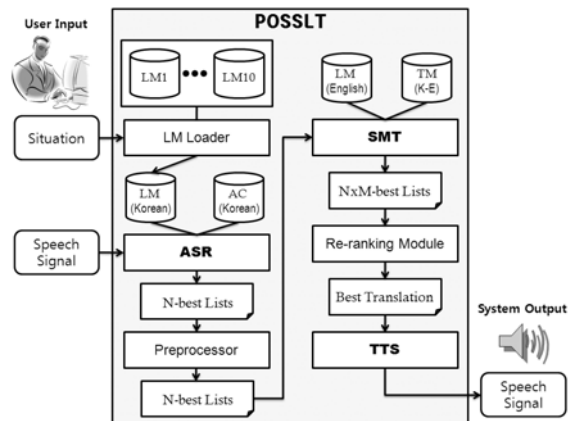 User Input
POSSLT
LM1
LM10
Situation
LM Loader
LM
(Korean)
AC
(Korean)
Speech
Signal
ASR
N-best Lists
Preprocessor
N-best Lists
LM
(English)
TM
(K-E)
SMT
NxM-best Lists
Re-ranking Module
Best Translation
TTS
System Output
Speech
Signal